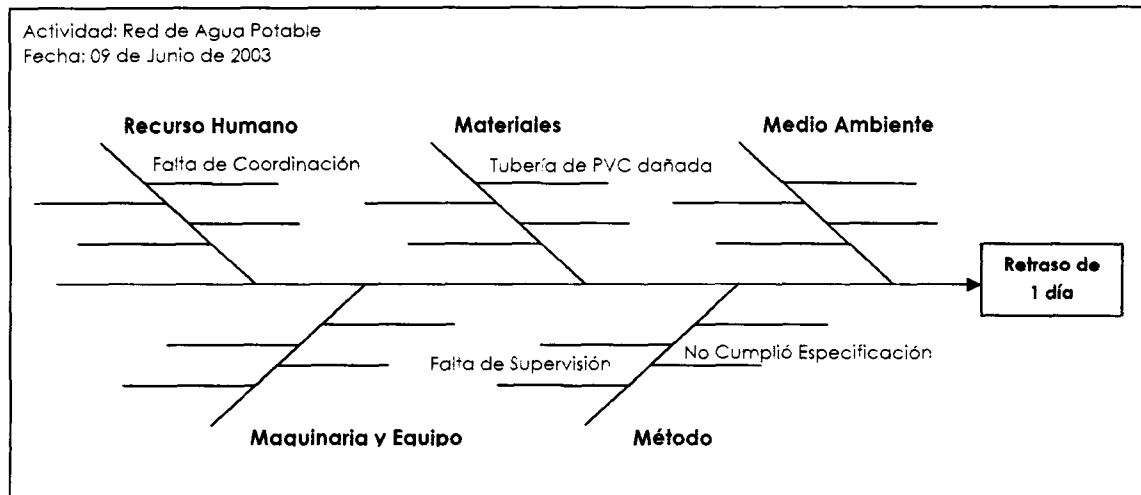 Actividad: Red de Agua Potable
Fecha: 09 de Junio de 2003
Recurso Humano
Materiales
Medio Ambiente
Falta de Coordinación
Tubería de PVC dañada
Retraso de
1 día
Falta de Supervisión
No Cumplió Especificación
Maquinaria y Equipo
Método